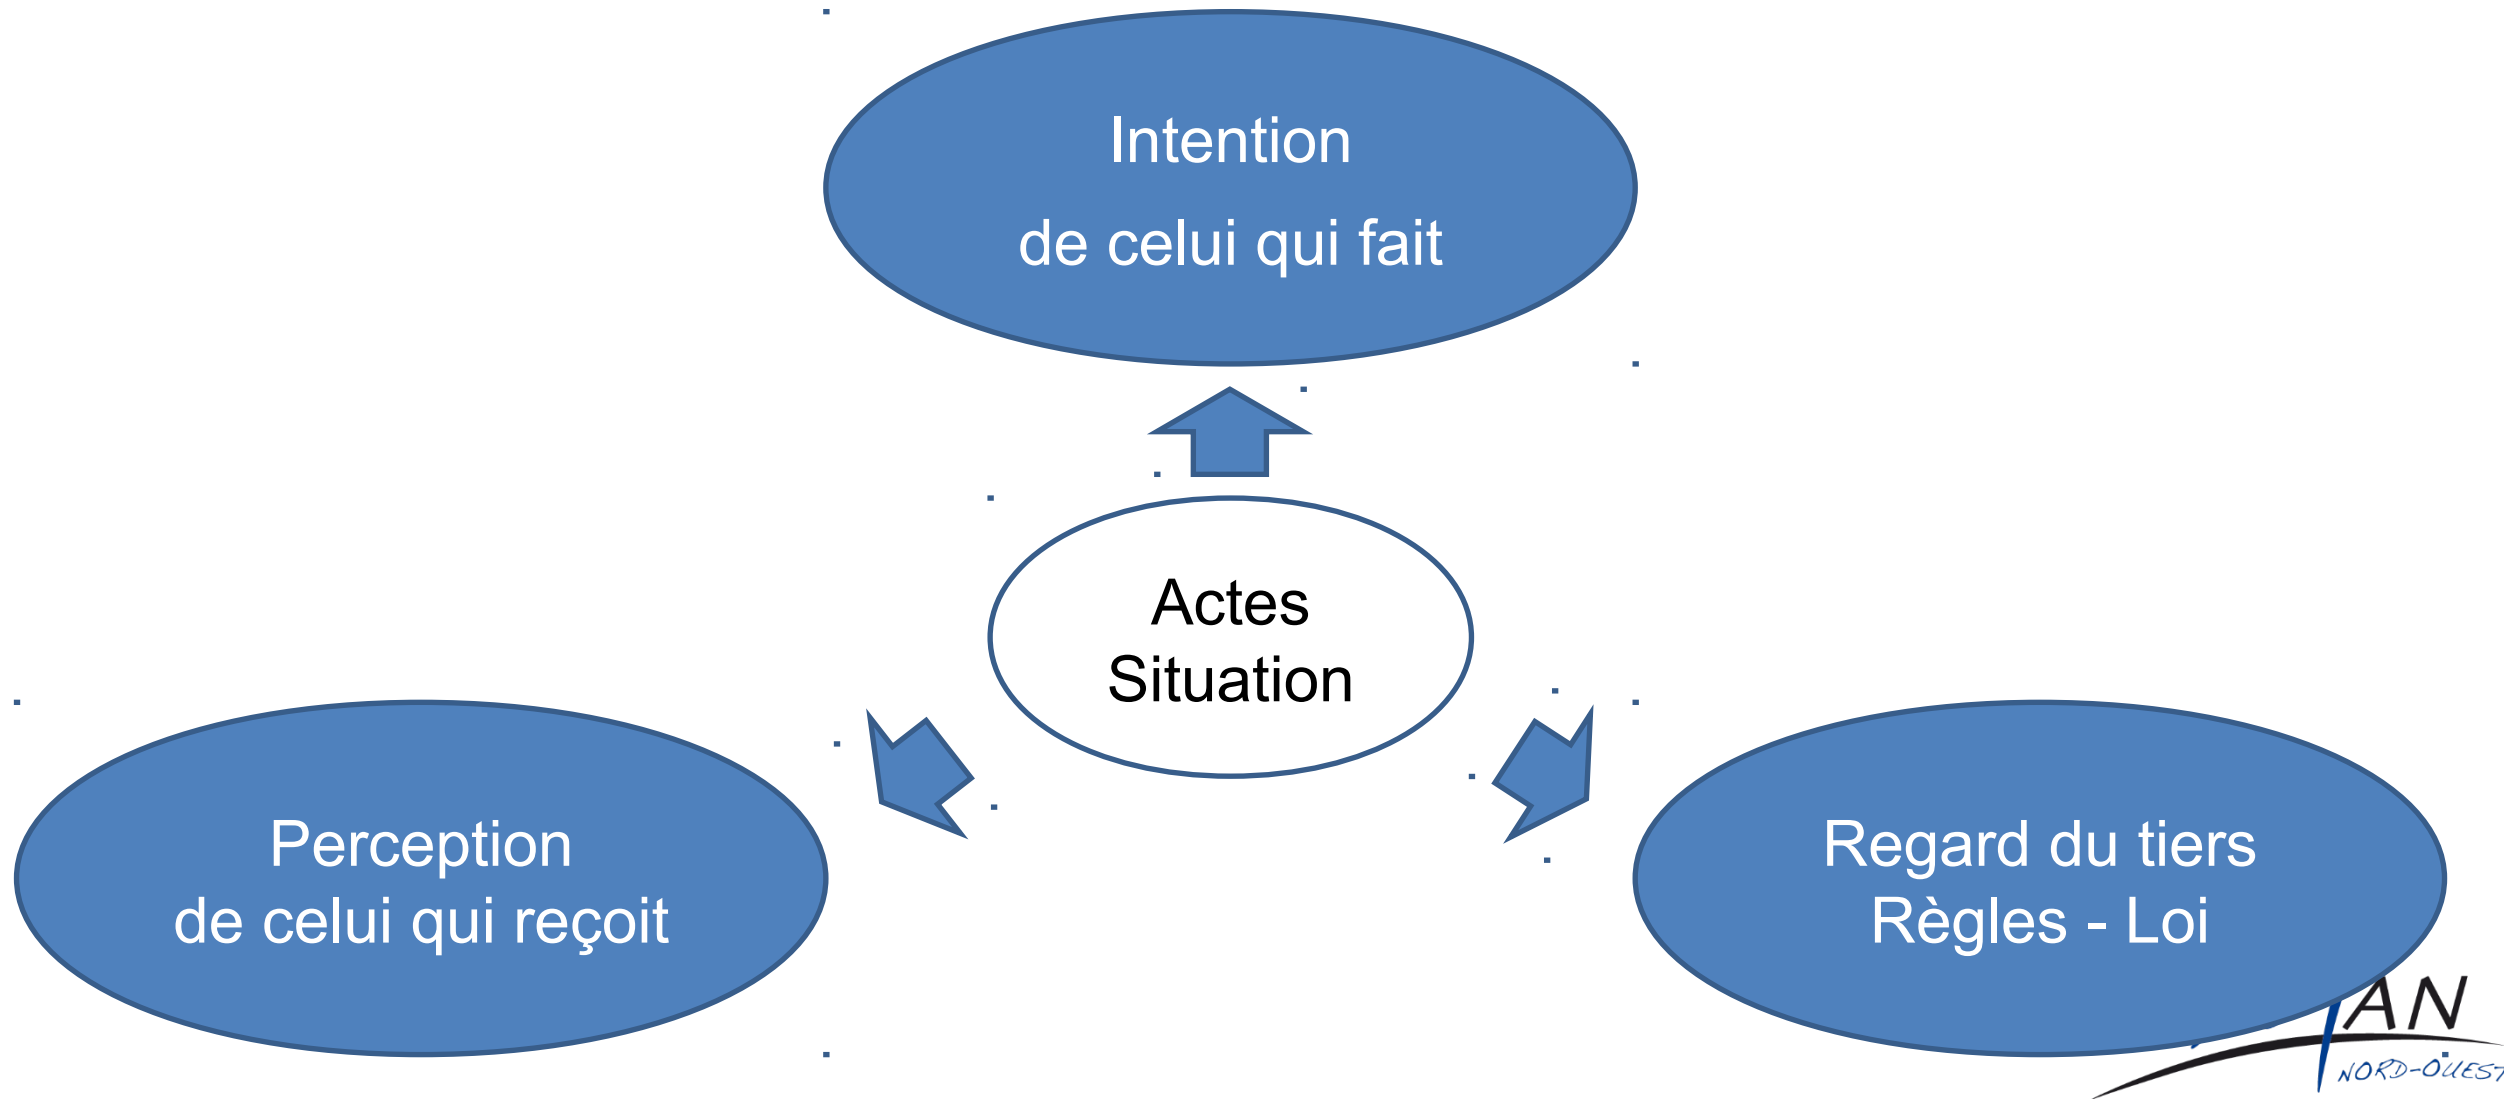 Intention
de celui qui fait
Actes
Situation
Perception
de celui qui reçoit
Regard du tiers
Règles - Loi
AN
NORD-OUEST